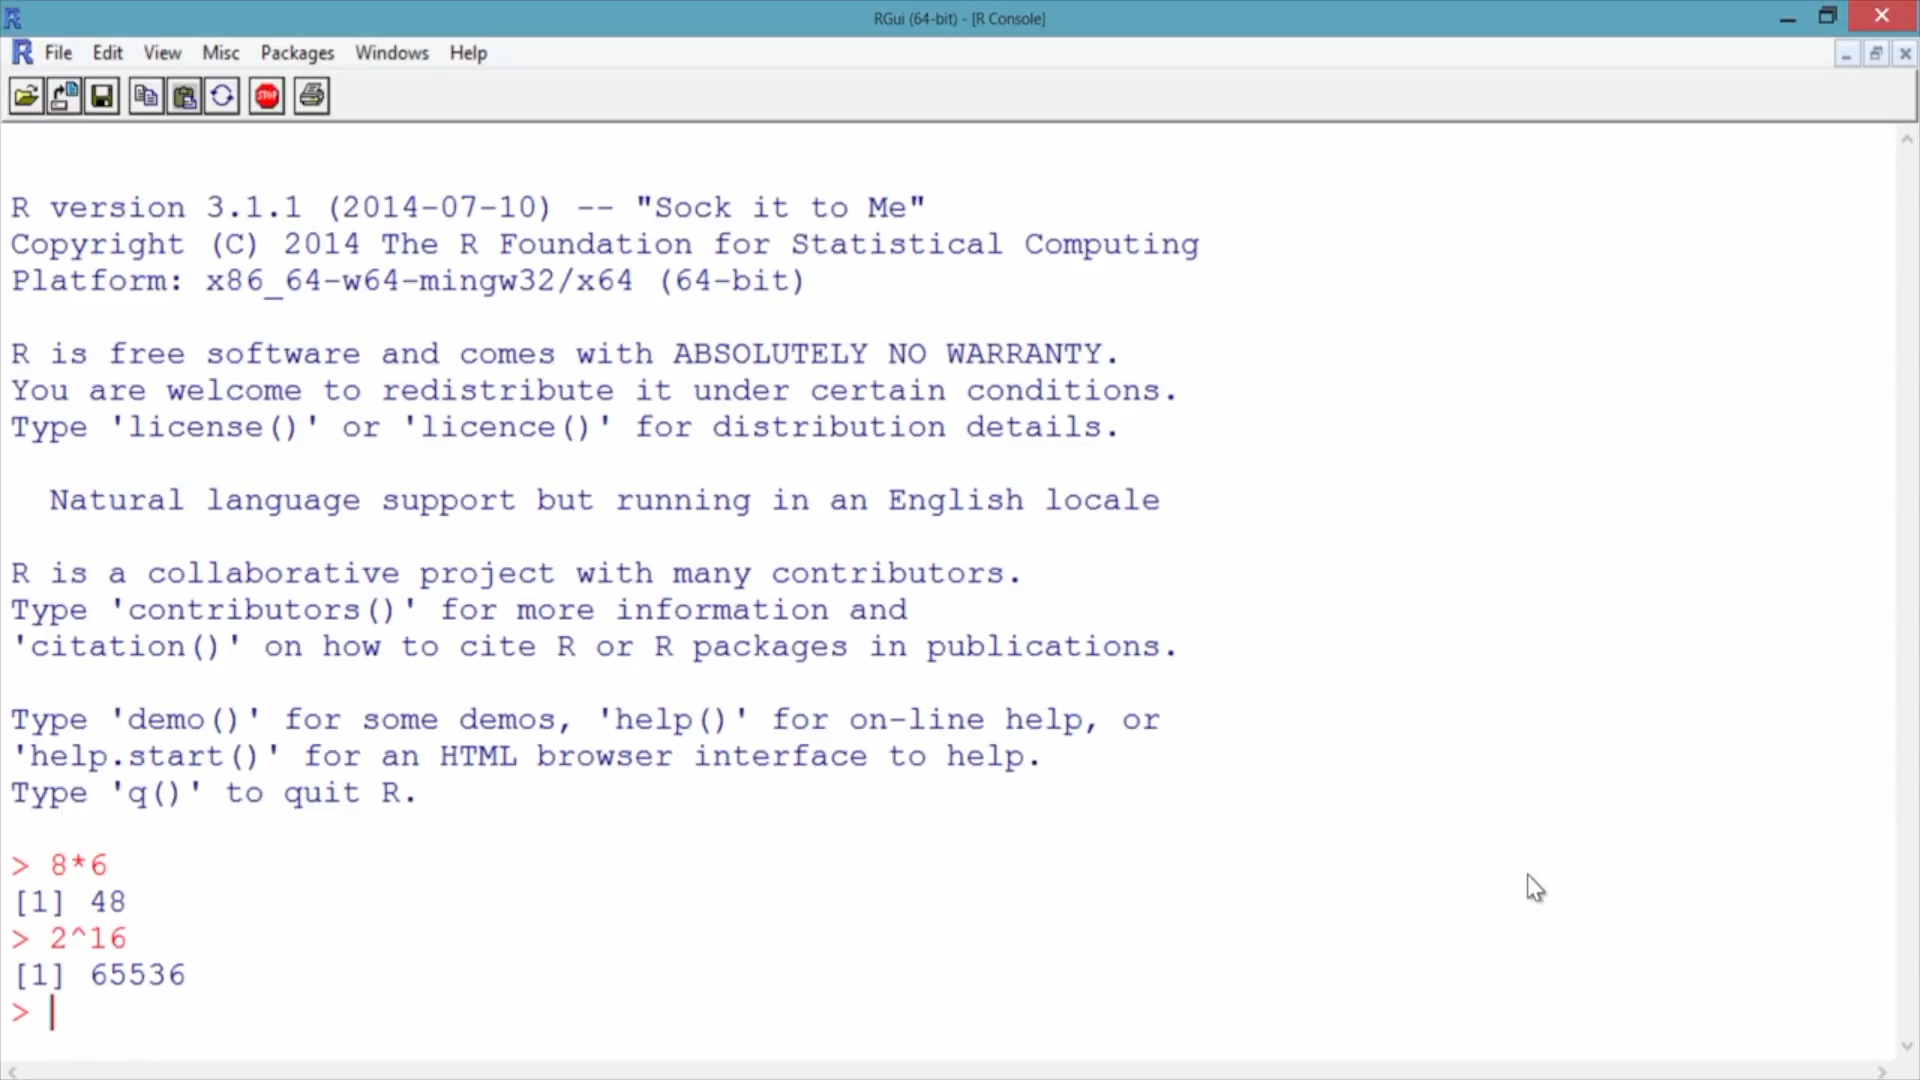 RGui (64-bit) - [R Console]
File Edit View Misc Packages Windows Help
STOP
R version 3.1.1 (2014-07-10) -- "Sock it to Me"
Copyright (C) 2014 The R Foundation for Statistical Computing
Platform: x86_64-w64-mingw32/x64 (64-bit)
R is free software and comes with ABSOLUTELY NO WARRANTY.
You are welcome to redistribute it under certain conditions.
Type 'license()' or 'licence()' for distribution details.
Natural language support but running in an English locale
R is a collaborative project with many contributors.
Type 'contributors()' for more information and
'citation()' on how to cite R or R packages in publications.
Type 'demo()' for some demos, 'help()' for on-line help, or
'help.start()' for an HTML browser interface to help.
Type 'q()' to quit R.
> 8*6
[1] 48
> 2^16
[1] 65536
>